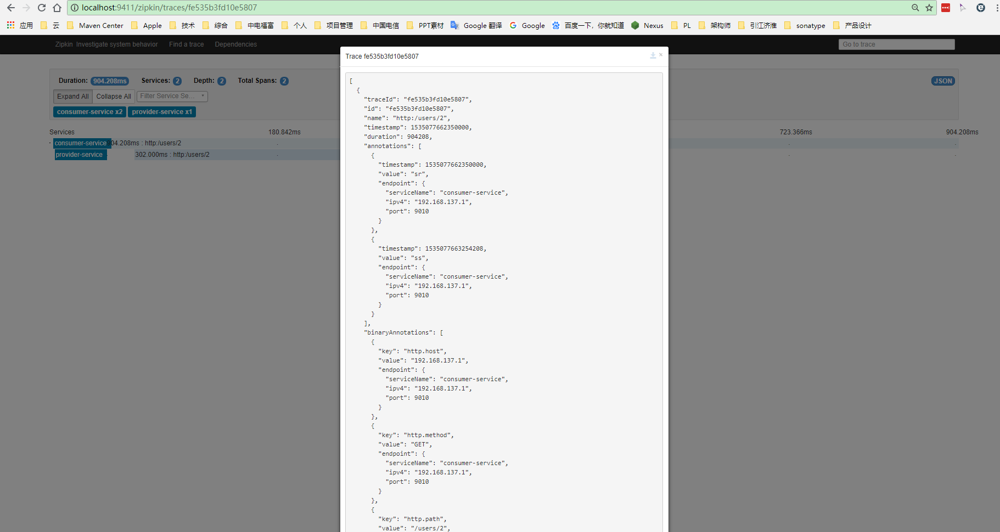 localhost:9411/zipkin/traces/fe535b3fd10e5807
应用 云 Maven Center Apple 技术 综合 中电福富 个人 项目管理 中国电信 PPT素材 Google 翻译 Google 百度一下，你就知道 Nexus PL 架构师 引江济淮 sonatype 产品设计
Zipkin Investigate system behavior Find a trace Dependencies Go to trace
Trace fe535b3fd10e5807
Duration: 904.208ms Services: 2 Depth: 2 Total Spans: 2 JSON
Expand All Collapse All Filter Service Se...
consumer-service x2 provider-service x1
Services 180.842ms 723.366ms 904.208ms
- consumer-service 904.208ms : http:/users/2
provider-service 302.000ms : http:/users/2
[
{
"traceId": "fe535b3fd10e5807",
"id": "fe535b3fd10e5807",
"name": "http:/users/2",
"timestamp": 1535077662350000,
"duration": 904208,
"annotations": [
{
"timestamp": 1535077662350000,
"value": "sr",
"endpoint": {
"serviceName": "consumer-service",
"ipv4": "192.168.137.1",
"port": 9010
}
},
{
"timestamp": 1535077663254208,
"value": "ss",
"endpoint": {
"serviceName": "consumer-service",
"ipv4": "192.168.137.1",
"port": 9010
}
}
],
"binaryAnnotations": [
{
"key": "http.host",
"value": "192.168.137.1",
"endpoint": {
"serviceName": "consumer-service",
"ipv4": "192.168.137.1",
"port": 9010
}
},
{
"key": "http.method",
"value": "GET",
"endpoint": {
"serviceName": "consumer-service",
"ipv4": "192.168.137.1",
"port": 9010
}
},
{
"key": "http.path",
"value": "/users/2",